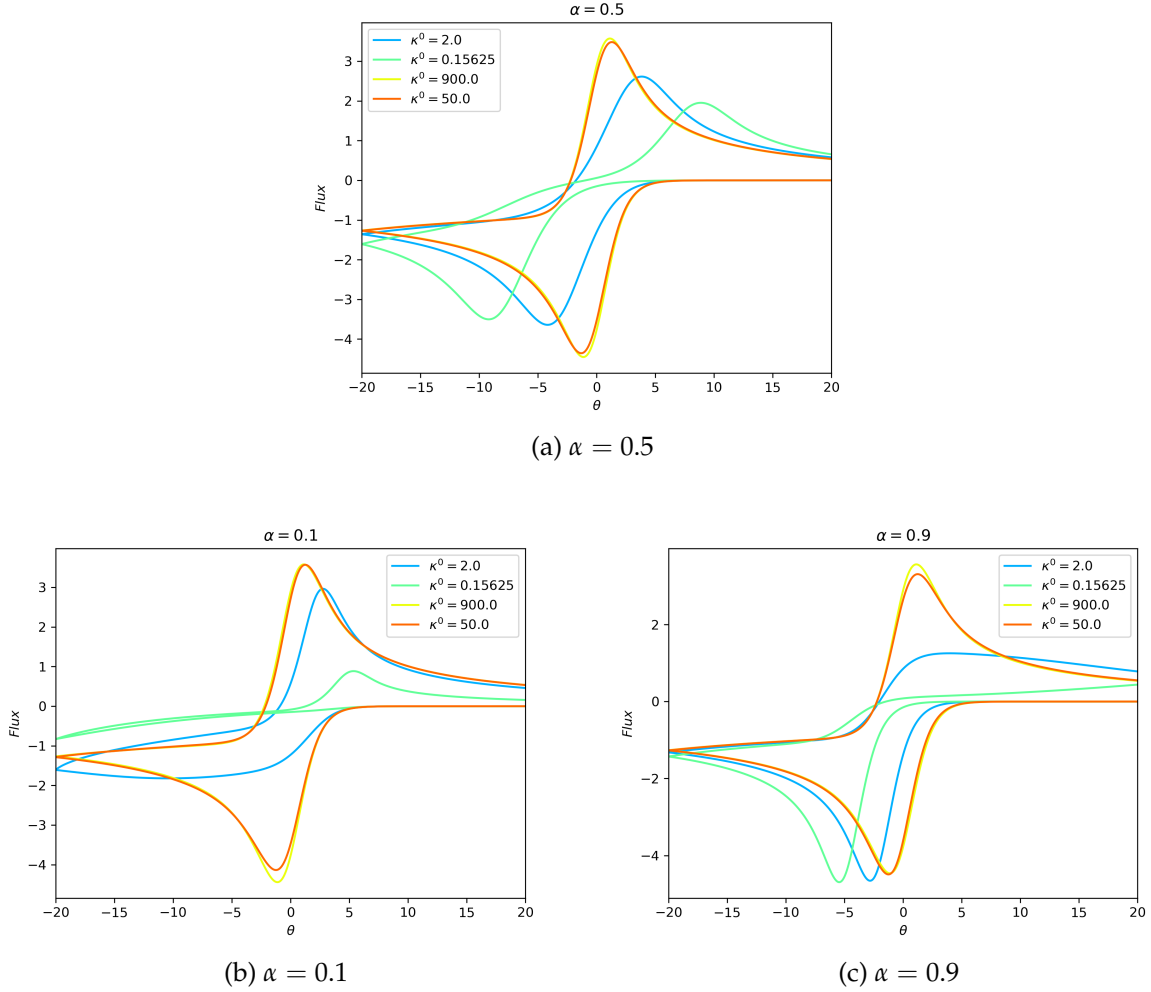 α = 0.5
κ⁰ = 2.0
κ⁰ = 0.15625
κ⁰ = 900.0
κ⁰ = 50.0
3
2
1
0
−1
−2
−3
−4
Flux
−20 −15 −10 −5 0 5 10 15 20
θ
(a) α = 0.5
α = 0.1
κ⁰ = 2.0
κ⁰ = 0.15625
κ⁰ = 900.0
κ⁰ = 50.0
3
2
1
0
−1
−2
−3
−4
Flux
−20 −15 −10 −5 0 5 10 15 20
θ
(b) α = 0.1
α = 0.9
κ⁰ = 2.0
κ⁰ = 0.15625
κ⁰ = 900.0
κ⁰ = 50.0
2
0
−2
−4
Flux
−20 −15 −10 −5 0 5 10 15 20
θ
(c) α = 0.9